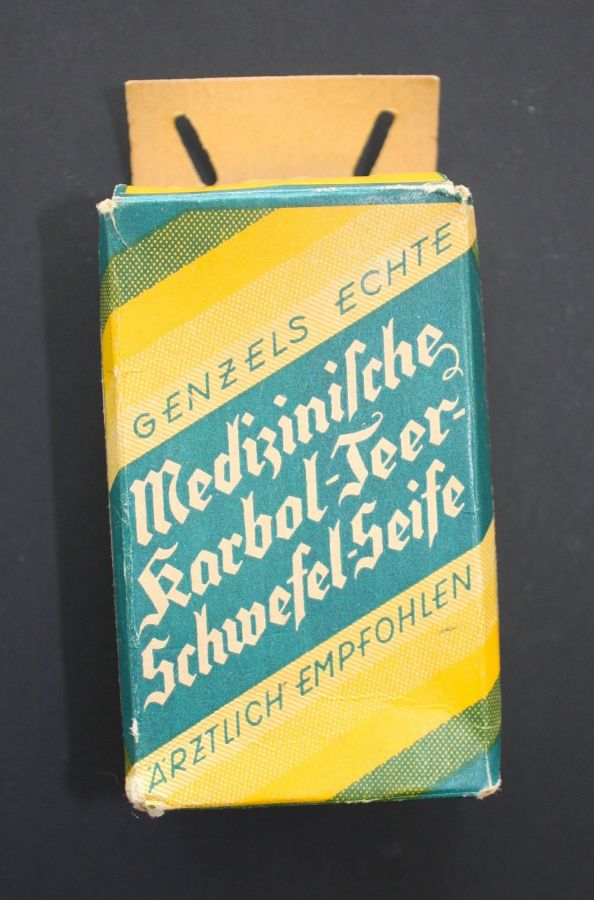 GENZELS ECHTE
Mediziniſche
Karbol-Teer-
Schwefel-Seife
ÄRZTLICH EMPFOHLEN